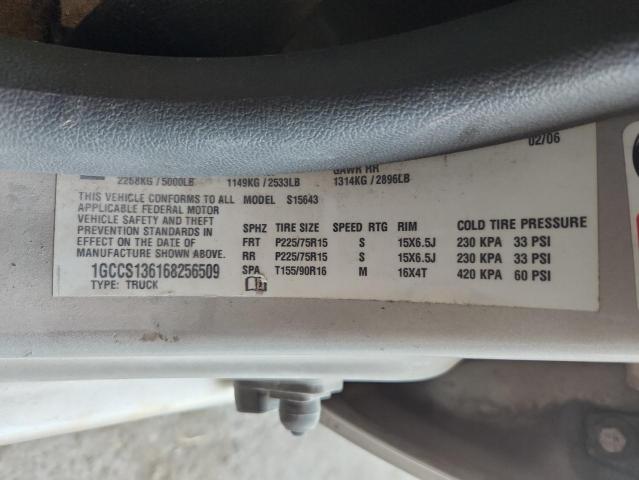 02/06
GAWR RR
2268KG / 5000LB 1149KG / 2533LB 1314KG / 2896LB
THIS VEHICLE CONFORMS TO ALL
APPLICABLE FEDERAL MOTOR
VEHICLE SAFETY AND THEFT
PREVENTION STANDARDS IN
EFFECT ON THE DATE OF
MANUFACTURE SHOWN ABOVE.
1GCCS136168256509
TYPE: TRUCK
MODEL S15643
SPHZ TIRE SIZE SPEED RTG RIM COLD TIRE PRESSURE
FRT P225/75R15 S 15X6.5J 230 KPA 33 PSI
RR P225/75R15 S 15X6.5J 230 KPA 33 PSI
SPA T155/90R16 M 16X4T 420 KPA 60 PSI